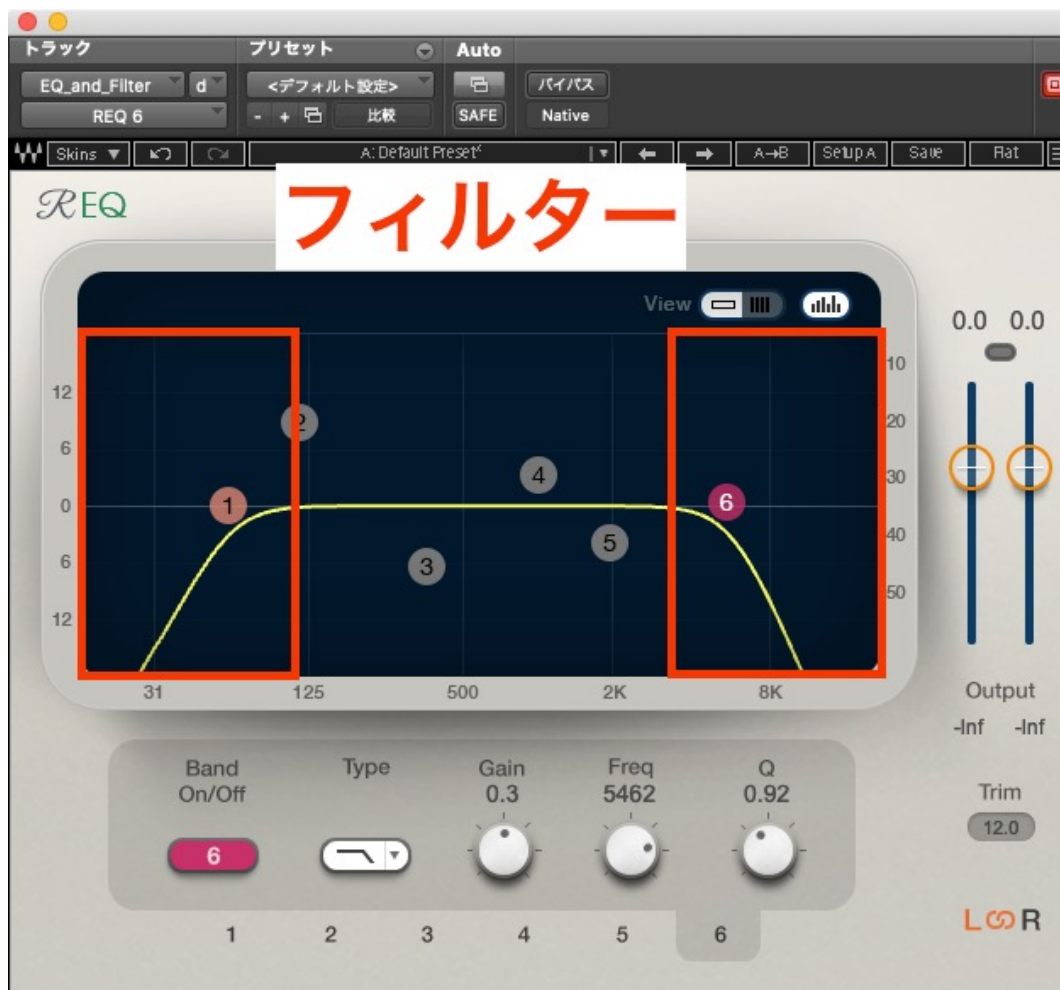 トラック プリセット Auto
EQ_and_Filter d <デフォルト設定> バイパス
REQ 6 - + 比較 SAFE Native
Skins A: Default Preset* A→B Setup A Save Flat
REQ
フィルター
View
0.0 0.0
12 10
2 20
6 4 30
0 1 6
5 40
6 3
50
12
31 125 500 2K 8K
Output
-Inf -Inf
Band Type Gain Freq Q
On/Off 0.3 5462 0.92
Trim
12.0
6
L R
1 2 3 4 5 6